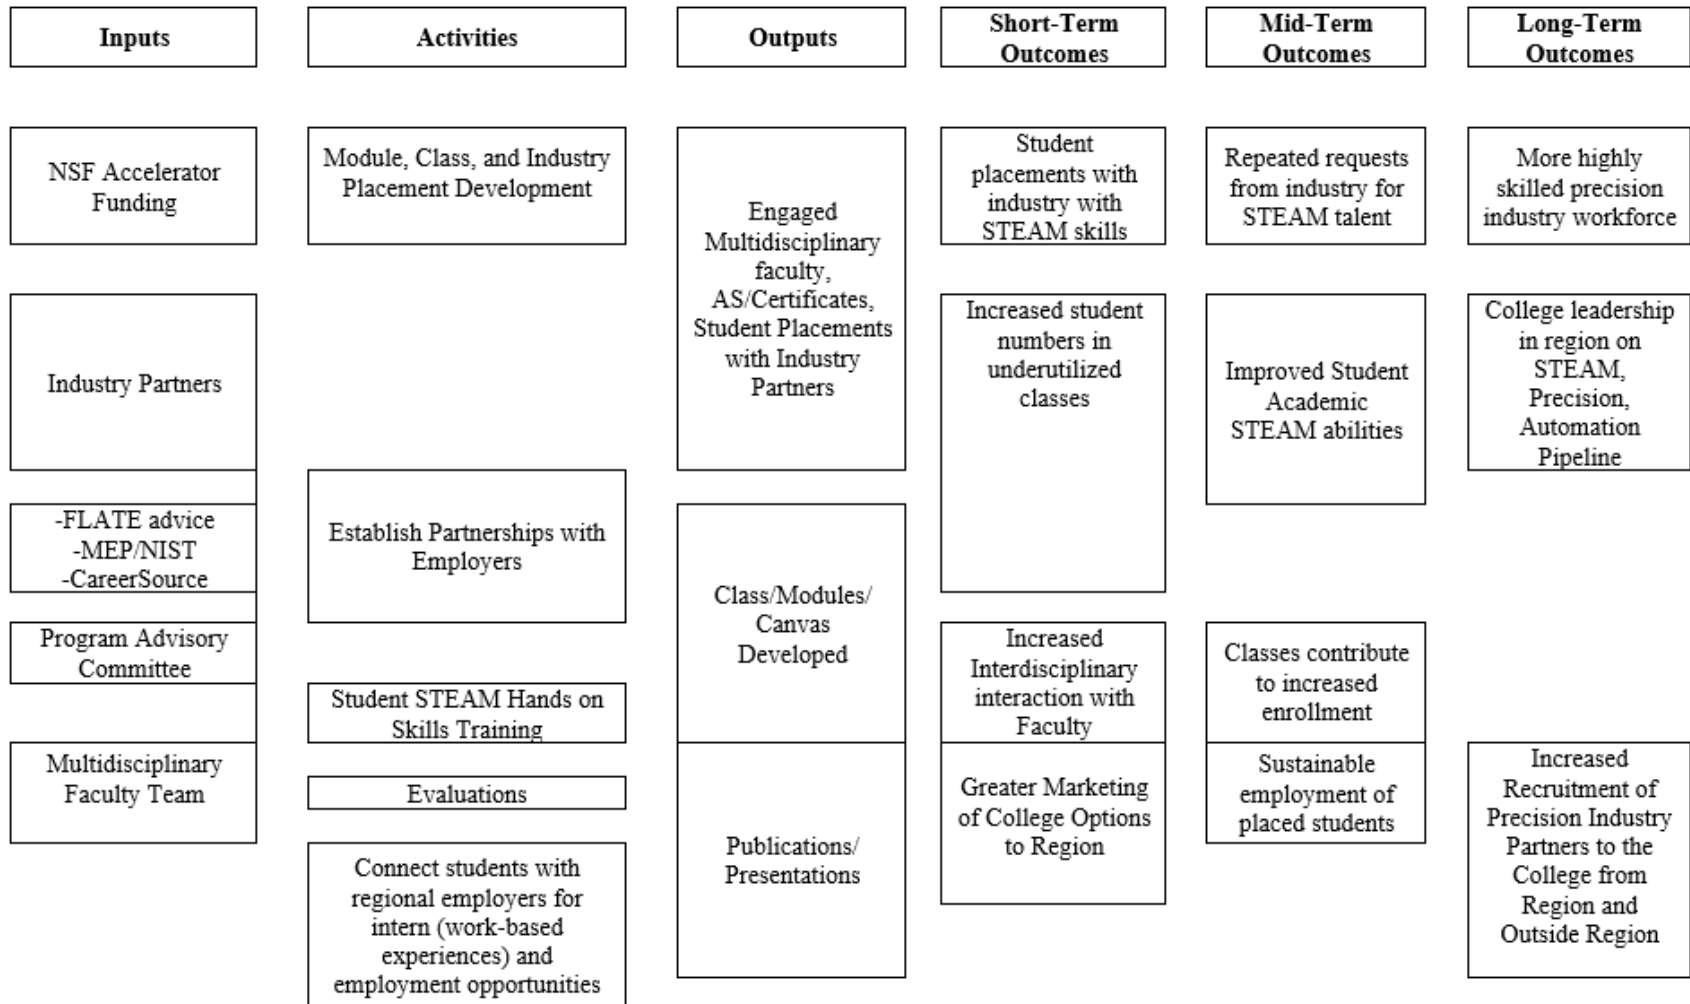 Inputs
Activities
Outputs
Short-Term
Outcomes
Mid-Term
Outcomes
Long-Term
Outcomes
NSF Accelerator
Funding
Industry Partners
-FLATE advice
-MEP/NIST
-CareerSource
Program Advisory
Committee
Multidisciplinary
Faculty Team
Module, Class, and Industry
Placement Development
Establish Partnerships with
Employers
Student STEAM Hands on
Skills Training
Evaluations
Connect students with
regional employers for
intern (work-based
experiences) and
employment opportunities
Engaged
Multidisciplinary
faculty,
AS/Certificates,
Student Placements
with Industry
Partners
Class/Modules/
Canvas
Developed
Publications/
Presentations
Student
placements with
industry with
STEAM skills
Increased student
numbers in
underutilized
classes
Increased
Interdisciplinary
interaction with
Faculty
Greater Marketing
of College Options
to Region
Repeated requests
from industry for
STEAM talent
Improved Student
Academic
STEAM abilities
Classes contribute
to increased
enrollment
Sustainable
employment of
placed students
More highly
skilled precision
industry workforce
College leadership
in region on
STEAM,
Precision,
Automation
Pipeline
Increased
Recruitment of
Precision Industry
Partners to the
College from
Region and
Outside Region